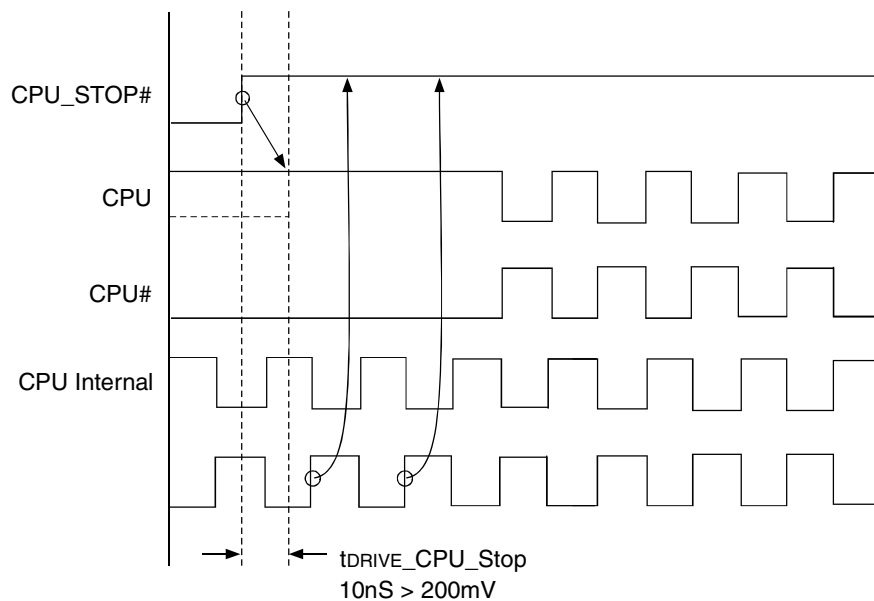 CPU_STOP#
CPU
CPU#
CPU Internal
tDRIVE_CPU_Stop
10nS > 200mV